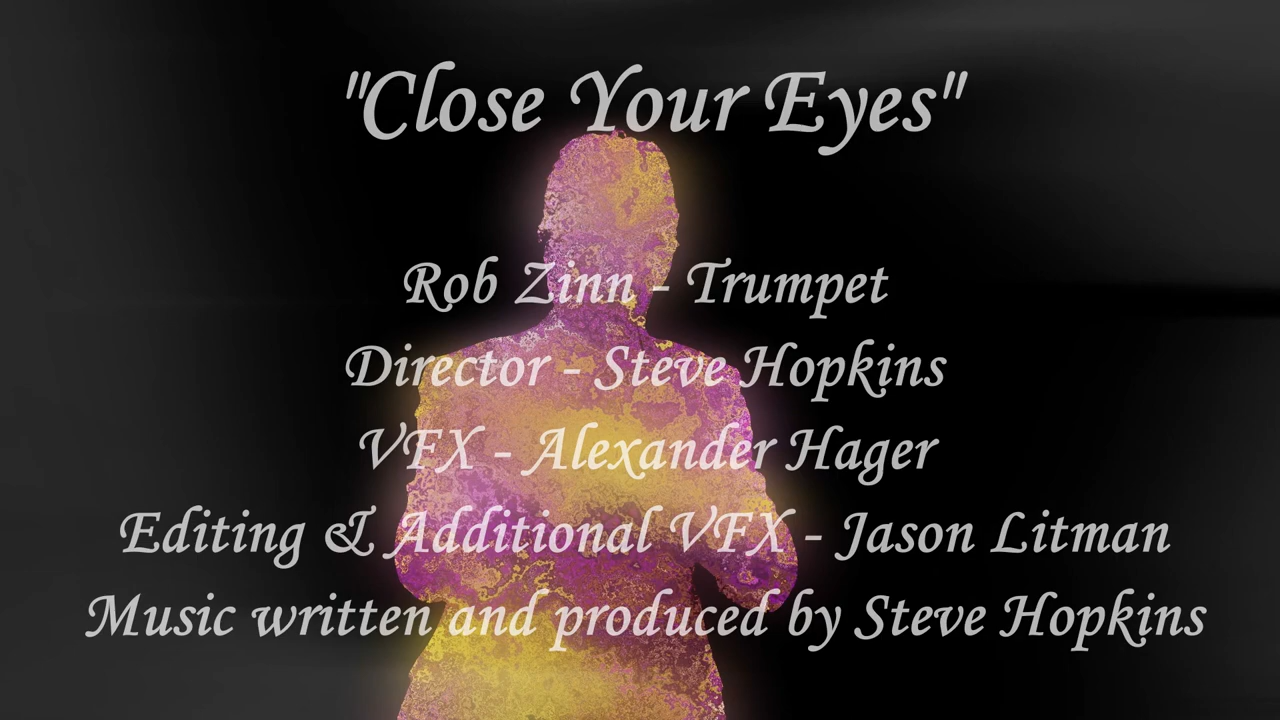 "Close Your Eyes"
Rob Zinn - Trumpet
Director - Steve Hopkins
VFX - Alexander Hager
Editing & Additional VFX - Jason Litman
Music written and produced by Steve Hopkins